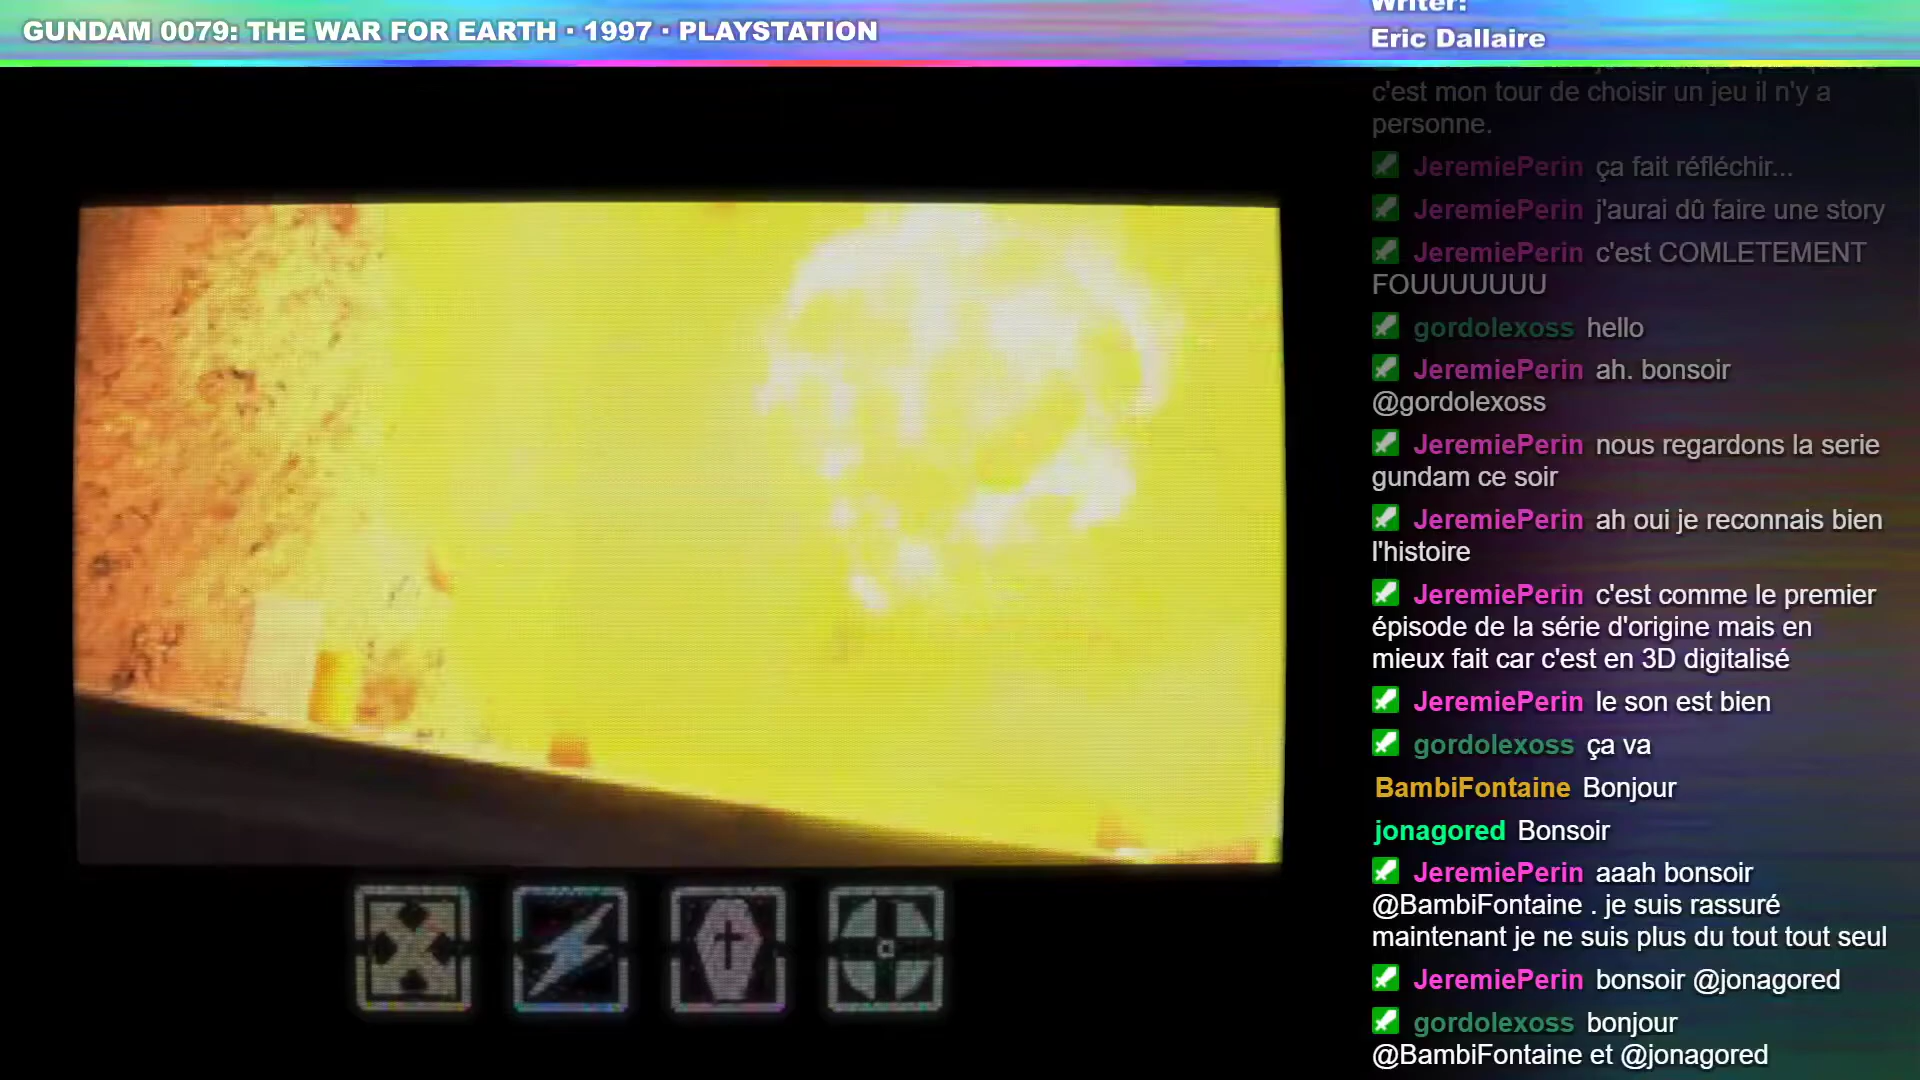 GUNDAM 0079: THE WAR FOR EARTH · 1997 · PLAYSTATION
Writer:
Eric Dallaire
c'est mon tour de choisir un jeu il n'y a
personne.
JeremiePerin ça fait réfléchir...
JeremiePerin j'aurai dû faire une story
JeremiePerin c'est COMLETEMENT
FOUUUUUUU
gordolexoss hello
JeremiePerin ah. bonsoir
@gordolexoss
JeremiePerin nous regardons la serie
gundam ce soir
JeremiePerin ah oui je reconnais bien
l'histoire
JeremiePerin c'est comme le premier
épisode de la série d'origine mais en
mieux fait car c'est en 3D digitalisé
JeremiePerin le son est bien
gordolexoss ça va
BambiFontaine Bonjour
jonagored Bonsoir
JeremiePerin aaah bonsoir
@BambiFontaine . je suis rassuré
maintenant je ne suis plus du tout tout seul
JeremiePerin bonsoir @jonagored
gordolexoss bonjour
@BambiFontaine et @jonagored